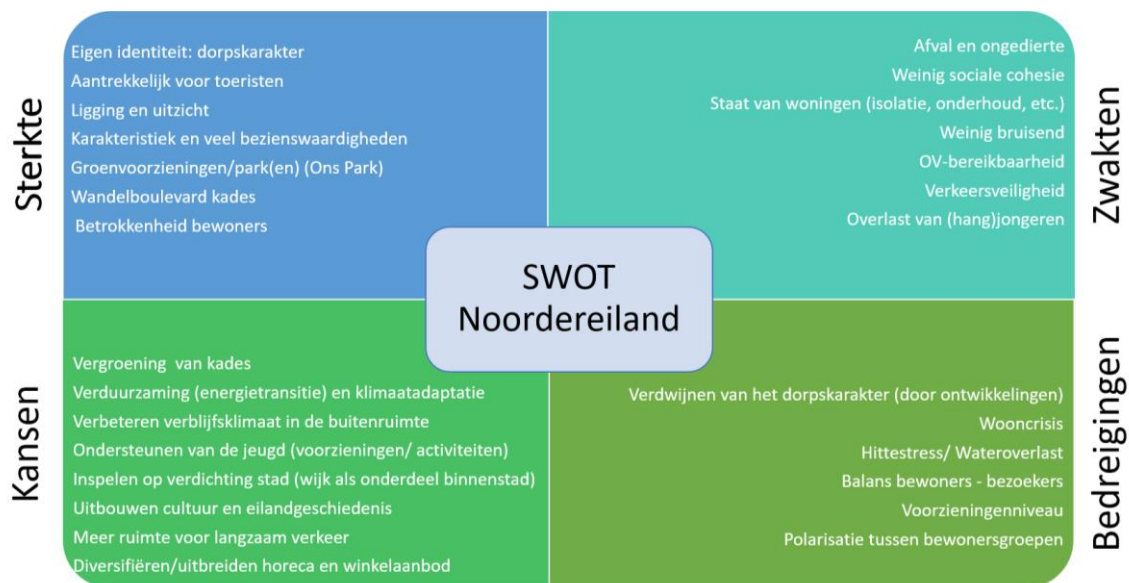 Sterkte
Eigen identiteit: dorpskarakter
Aantrekkelijk voor toeristen
Ligging en uitzicht
Karakteristiek en veel bezienswaardigheden
Groenvoorzieningen/park(en) (Ons Park)
Wandelboulevard kades
Betrokkenheid bewoners
Zwakten
Afval en ongedierte
Weinig sociale cohesie
Staat van woningen (isolatie, onderhoud, etc.)
Weinig bruisend
OV-bereikbaarheid
Verkeersveiligheid
Overlast van (hang)jongeren
SWOT
Noordereiland
Kansen
Vergroening van kades
Verduurzaming (energietransitie) en klimaatadaptatie
Verbeteren verblijfsklimaat in de buitenruimte
Ondersteunen van de jeugd (voorzieningen/ activiteiten)
Inspelen op verdichting stad (wijk als onderdeel binnenstad)
Uitbouwen cultuur en eilandgeschiedenis
Meer ruimte voor langzaam verkeer
Diversifiëren/uitbreiden horeca en winkelaanbod
Bedreigingen
Verdwijnen van het dorpskarakter (door ontwikkelingen)
Wooncrisis
Hittestress/ Wateroverlast
Balans bewoners - bezoekers
Voorzieningenniveau
Polarisatie tussen bewonersgroepen